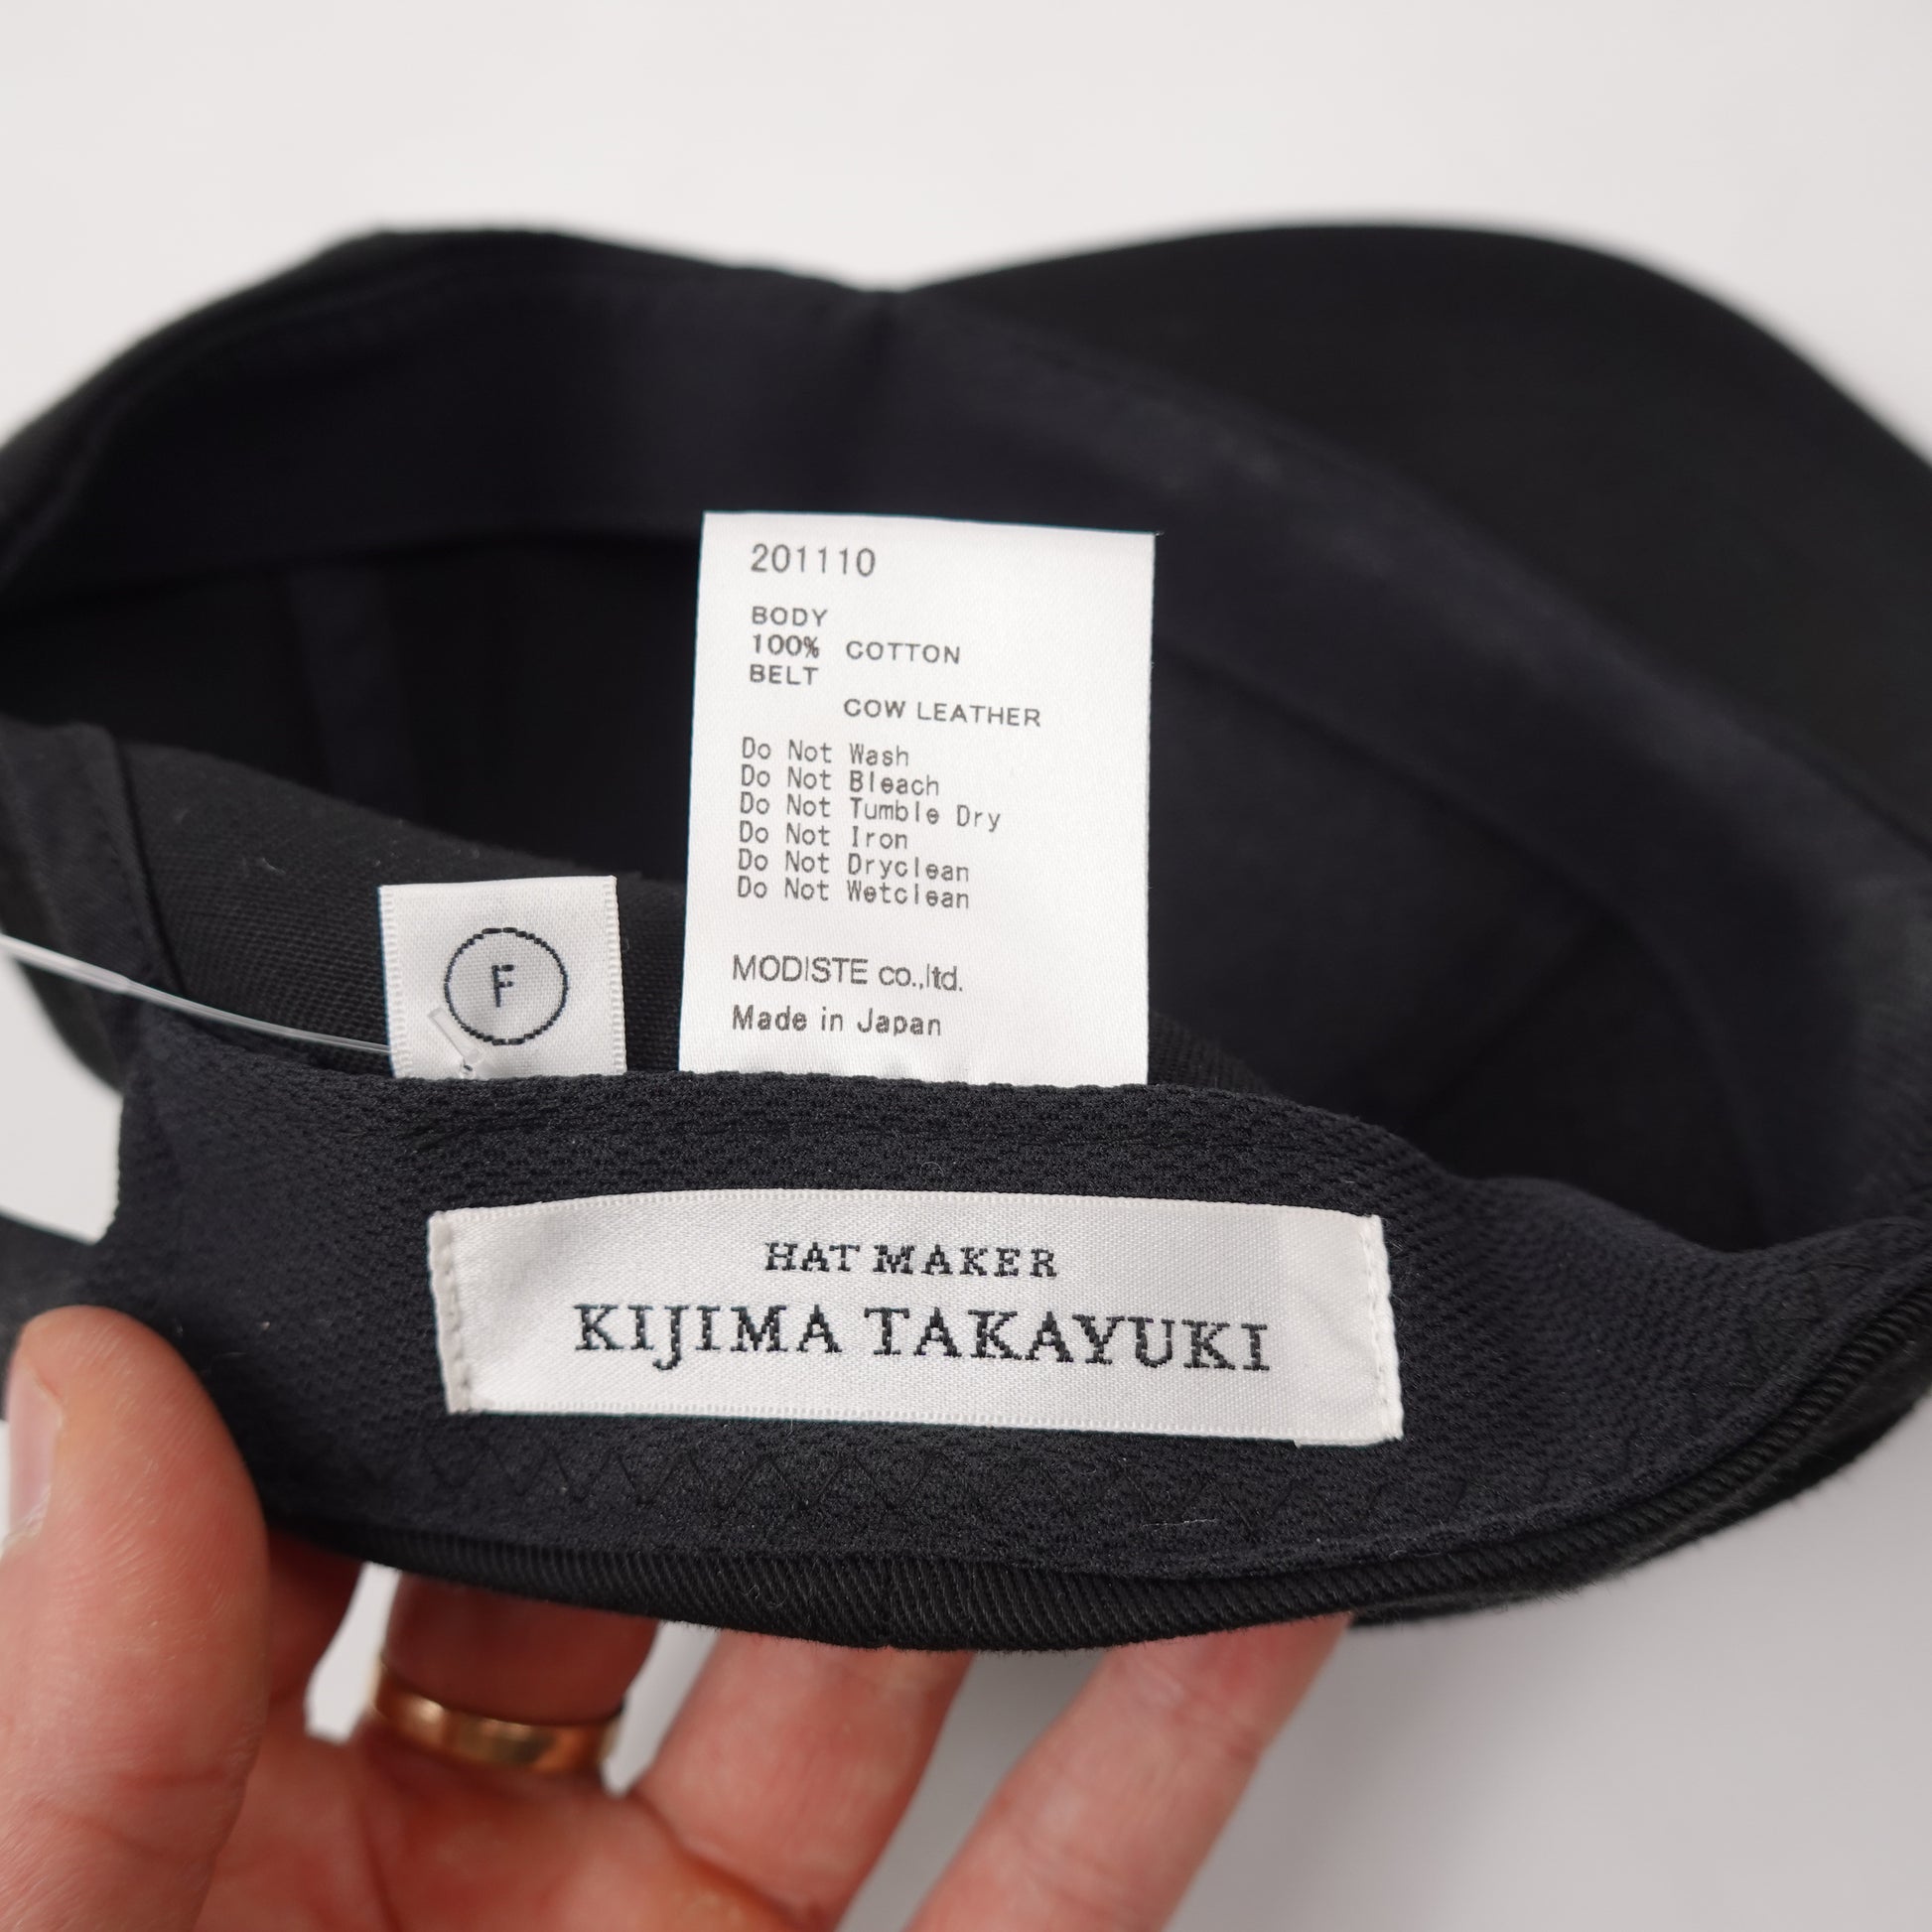 201110
BODY
100% COTTON
BELT
COW LEATHER
Do Not Wash
Do Not Bleach
Do Not Tumble Dry
Do Not Iron
Do Not Dryclean
Do Not Wetclean
MODISTE co.,ltd.
Made in Japan
F
HAT MAKER
KIJIMA TAKAYUKI